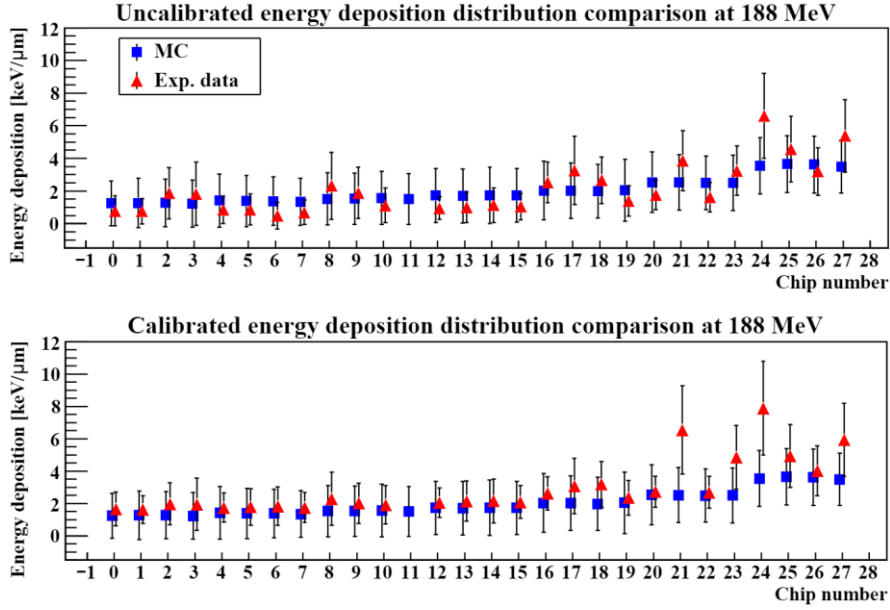 Uncalibrated energy deposition distribution comparison at 188 MeV
Energy deposition [keV/μm]
12
10
8
6
4
2
0
MC
Exp. data
−1 0 1 2 3 4 5 6 7 8 9 10 11 12 13 14 15 16 17 18 19 20 21 22 23 24 25 26 27 28
Chip number
Calibrated energy deposition distribution comparison at 188 MeV
Energy deposition [keV/μm]
12
10
8
6
4
2
0
−1 0 1 2 3 4 5 6 7 8 9 10 11 12 13 14 15 16 17 18 19 20 21 22 23 24 25 26 27 28
Chip number